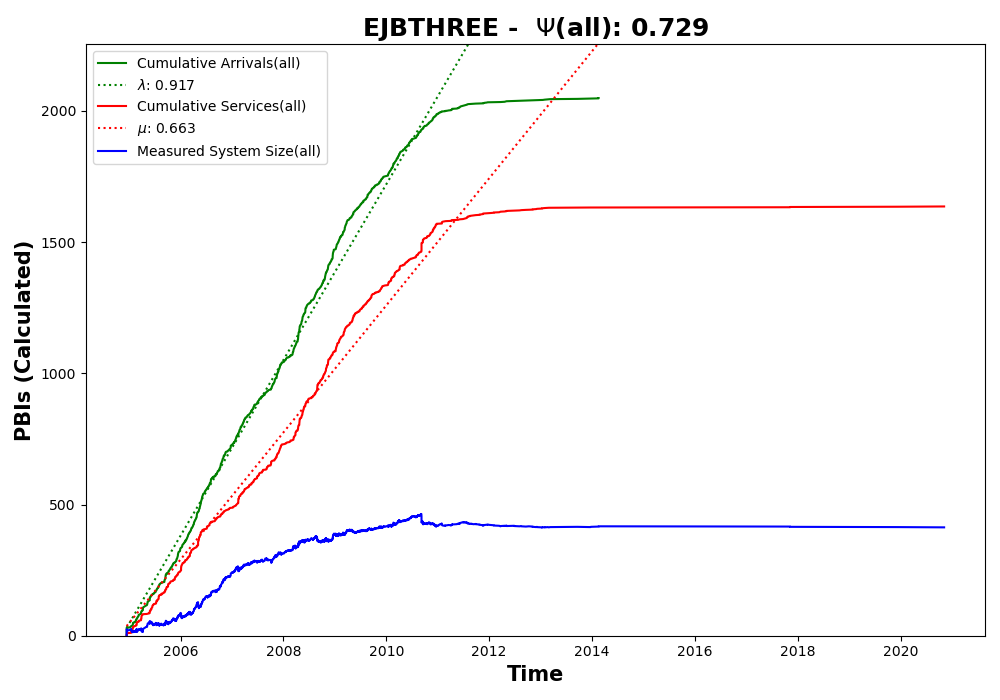 EJBTHREE - Ψ(all): 0.729
Cumulative Arrivals(all)
λ: 0.917
Cumulative Services(all)
μ: 0.663
Measured System Size(all)
PBIs (Calculated)
2000
1500
1000
500
0
2006 2008 2010 2012 2014 2016 2018 2020
Time